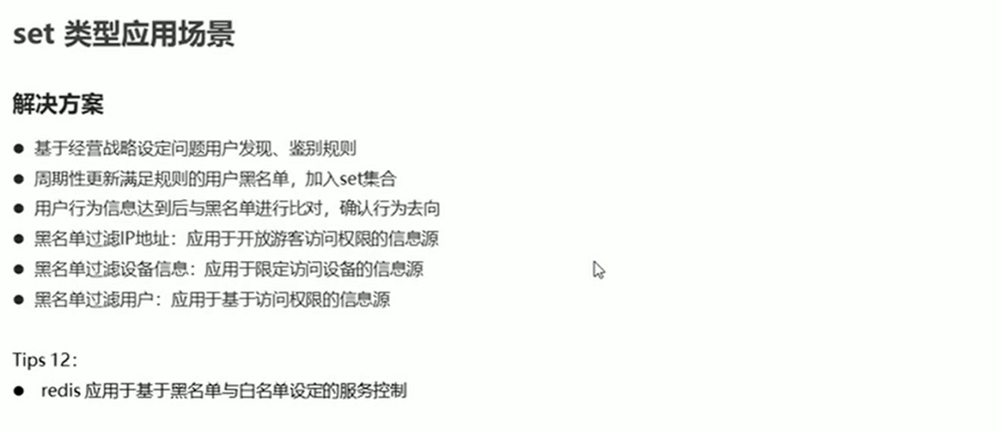 set 类型应用场景
解决方案
● 基于经营战略设定问题用户发现、鉴别规则
● 周期性更新满足规则的用户黑名单，加入set集合
● 用户行为信息达到后与黑名单进行比对，确认行为去向
● 黑名单过滤IP地址：应用于开放游客访问权限的信息源
● 黑名单过滤设备信息：应用于限定访问设备的信息源
● 黑名单过滤用户：应用于基于访问权限的信息源
Tips 12：
● redis 应用于基于黑名单与白名单设定的服务控制